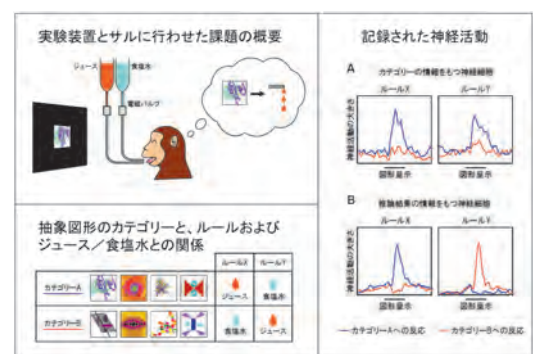 実験装置とサルに行わせた課題の概要
ジュース
食塩水
電磁バルブ
抽象図形のカテゴリーと、ルールおよび
ジュース／食塩水との関係
ルールX ルールY
カテゴリーA ジュース 食塩水
カテゴリーB 食塩水 ジュース
記録された神経活動
A カテゴリーの情報をもつ神経細胞
ルールX ルールY
神経活動の大きさ
図形呈示 図形呈示
B 推論結果の情報をもつ神経細胞
ルールX ルールY
神経活動の大きさ
図形呈示 図形呈示
カテゴリーAへの反応 カテゴリーBへの反応